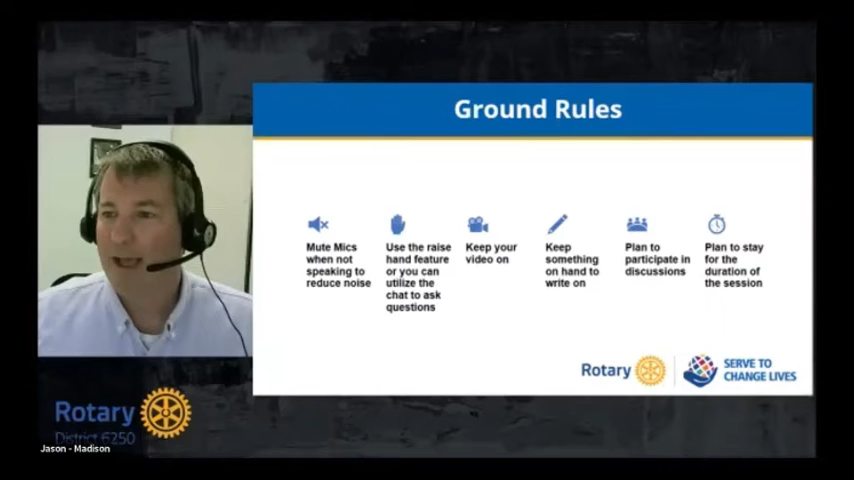 Ground Rules
Mute Mics
when not
speaking to
reduce noise
Use the raise
hand feature
or you can
utilize the
chat to ask
questions
Keep your
video on
Keep
something
on hand to
write on
Plan to
participate in
discussions
Plan to stay
for the
duration of
the session
Rotary
SERVE TO
CHANGE LIVES
Rotary
District 6250
Jason - Madison